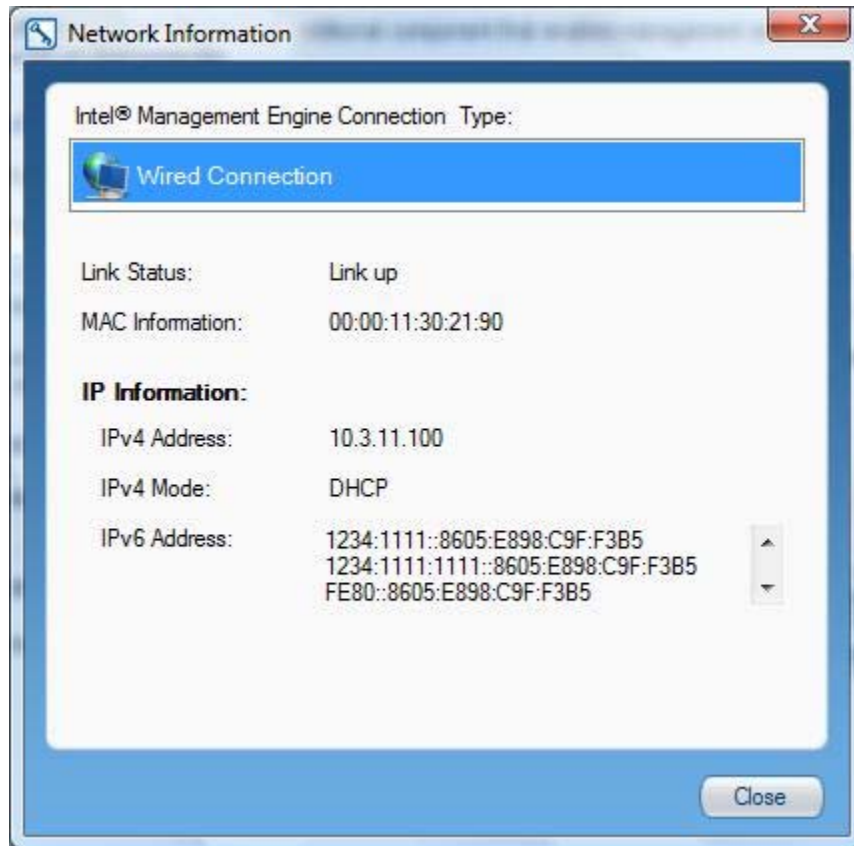 Network Information
Intel® Management Engine Connection Type:
Wired Connection
Link Status: Link up
MAC Information: 00:00:11:30:21:90
IP Information:
IPv4 Address: 10.3.11.100
IPv4 Mode: DHCP
IPv6 Address: 1234:1111::8605:E898:C9F:F3B5
1234:1111:1111::8605:E898:C9F:F3B5
FE80::8605:E898:C9F:F3B5
Close